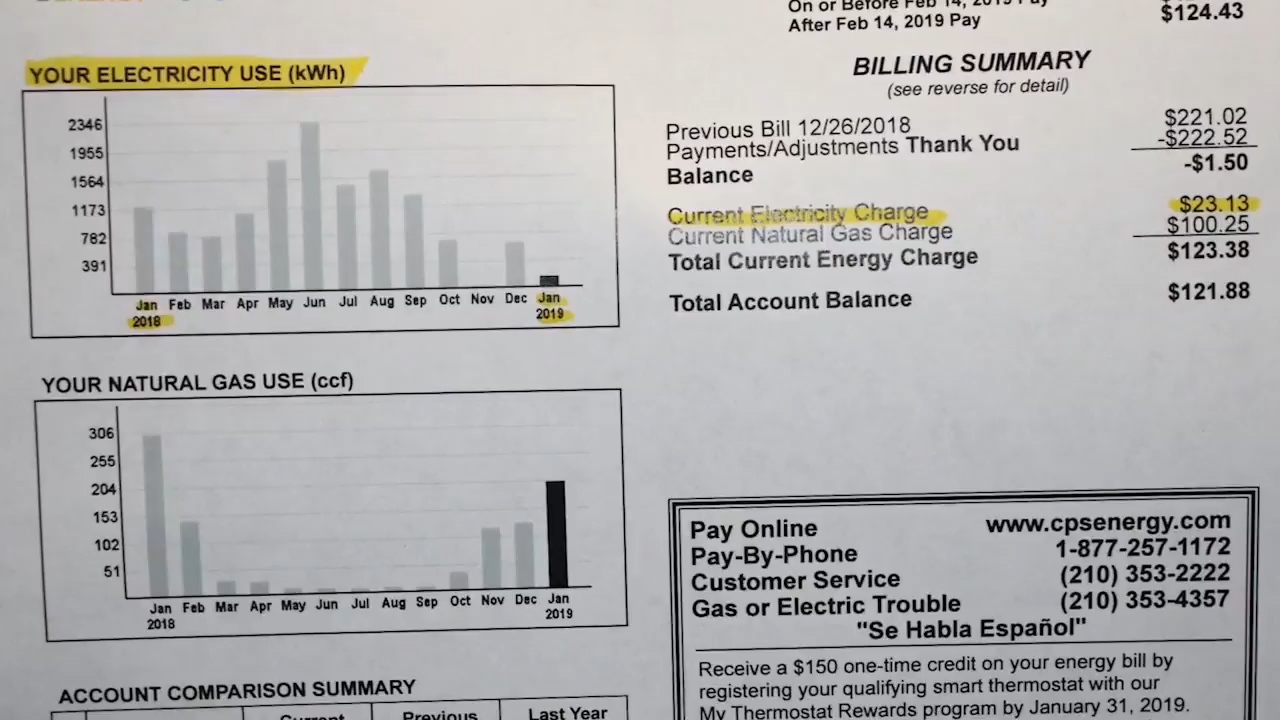 On or Before Feb 14, 2019 Pay
After Feb 14, 2019 Pay $124.43
YOUR ELECTRICITY USE (kWh)
2346
1955
1564
1173
782
391
Jan Feb Mar Apr May Jun Jul Aug Sep Oct Nov Dec Jan
2018 2019
BILLING SUMMARY
(see reverse for detail)
Previous Bill 12/26/2018 $221.02
Payments/Adjustments Thank You -$222.52
Balance -$1.50
Current Electricity Charge $23.13
Current Natural Gas Charge $100.25
Total Current Energy Charge $123.38
Total Account Balance $121.88
YOUR NATURAL GAS USE (ccf)
306
255
204
153
102
51
Jan Feb Mar Apr May Jun Jul Aug Sep Oct Nov Dec Jan
2018 2019
Pay Online www.cpsenergy.com
Pay-By-Phone 1-877-257-1172
Customer Service (210) 353-2222
Gas or Electric Trouble (210) 353-4357
"Se Habla Español"
Receive a $150 one-time credit on your energy bill by
registering your qualifying smart thermostat with our
My Thermostat Rewards program by January 31, 2019.
ACCOUNT COMPARISON SUMMARY
Current Previous Last Year